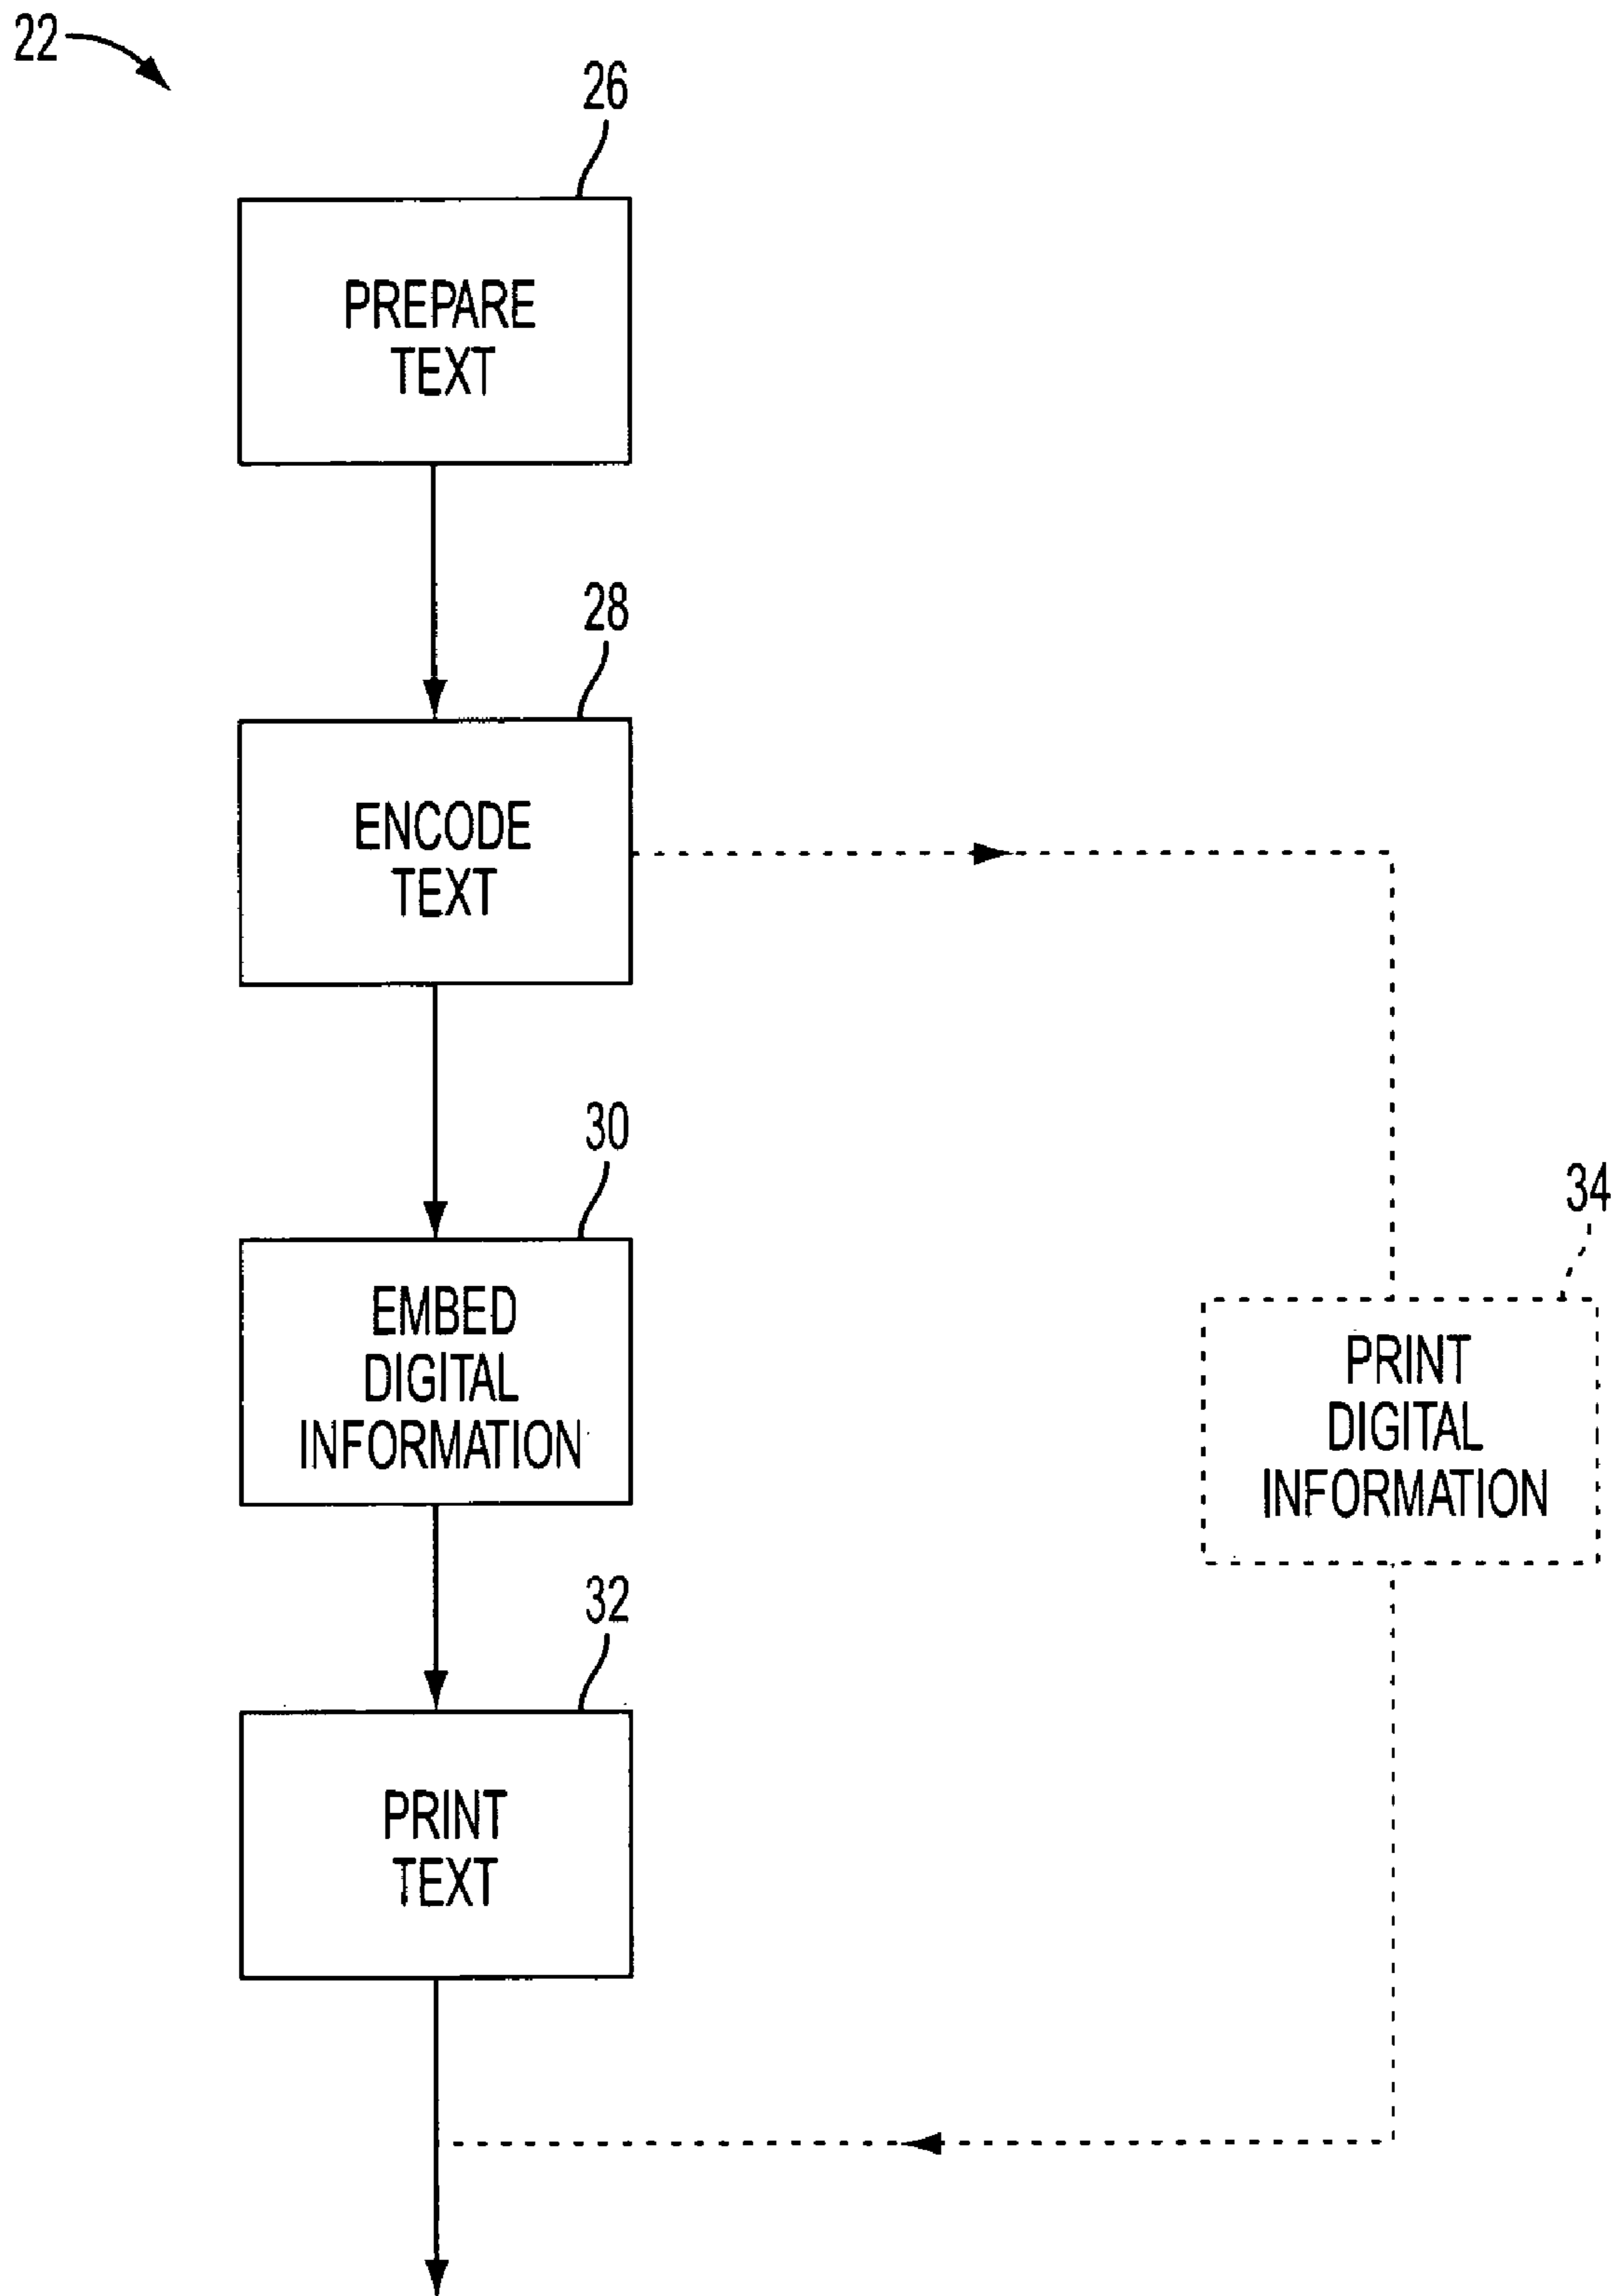 22
26
PREPARE
TEXT
28
ENCODE
TEXT
30
EMBED
DIGITAL
INFORMATION
34
PRINT
DIGITAL
INFORMATION
32
PRINT
TEXT